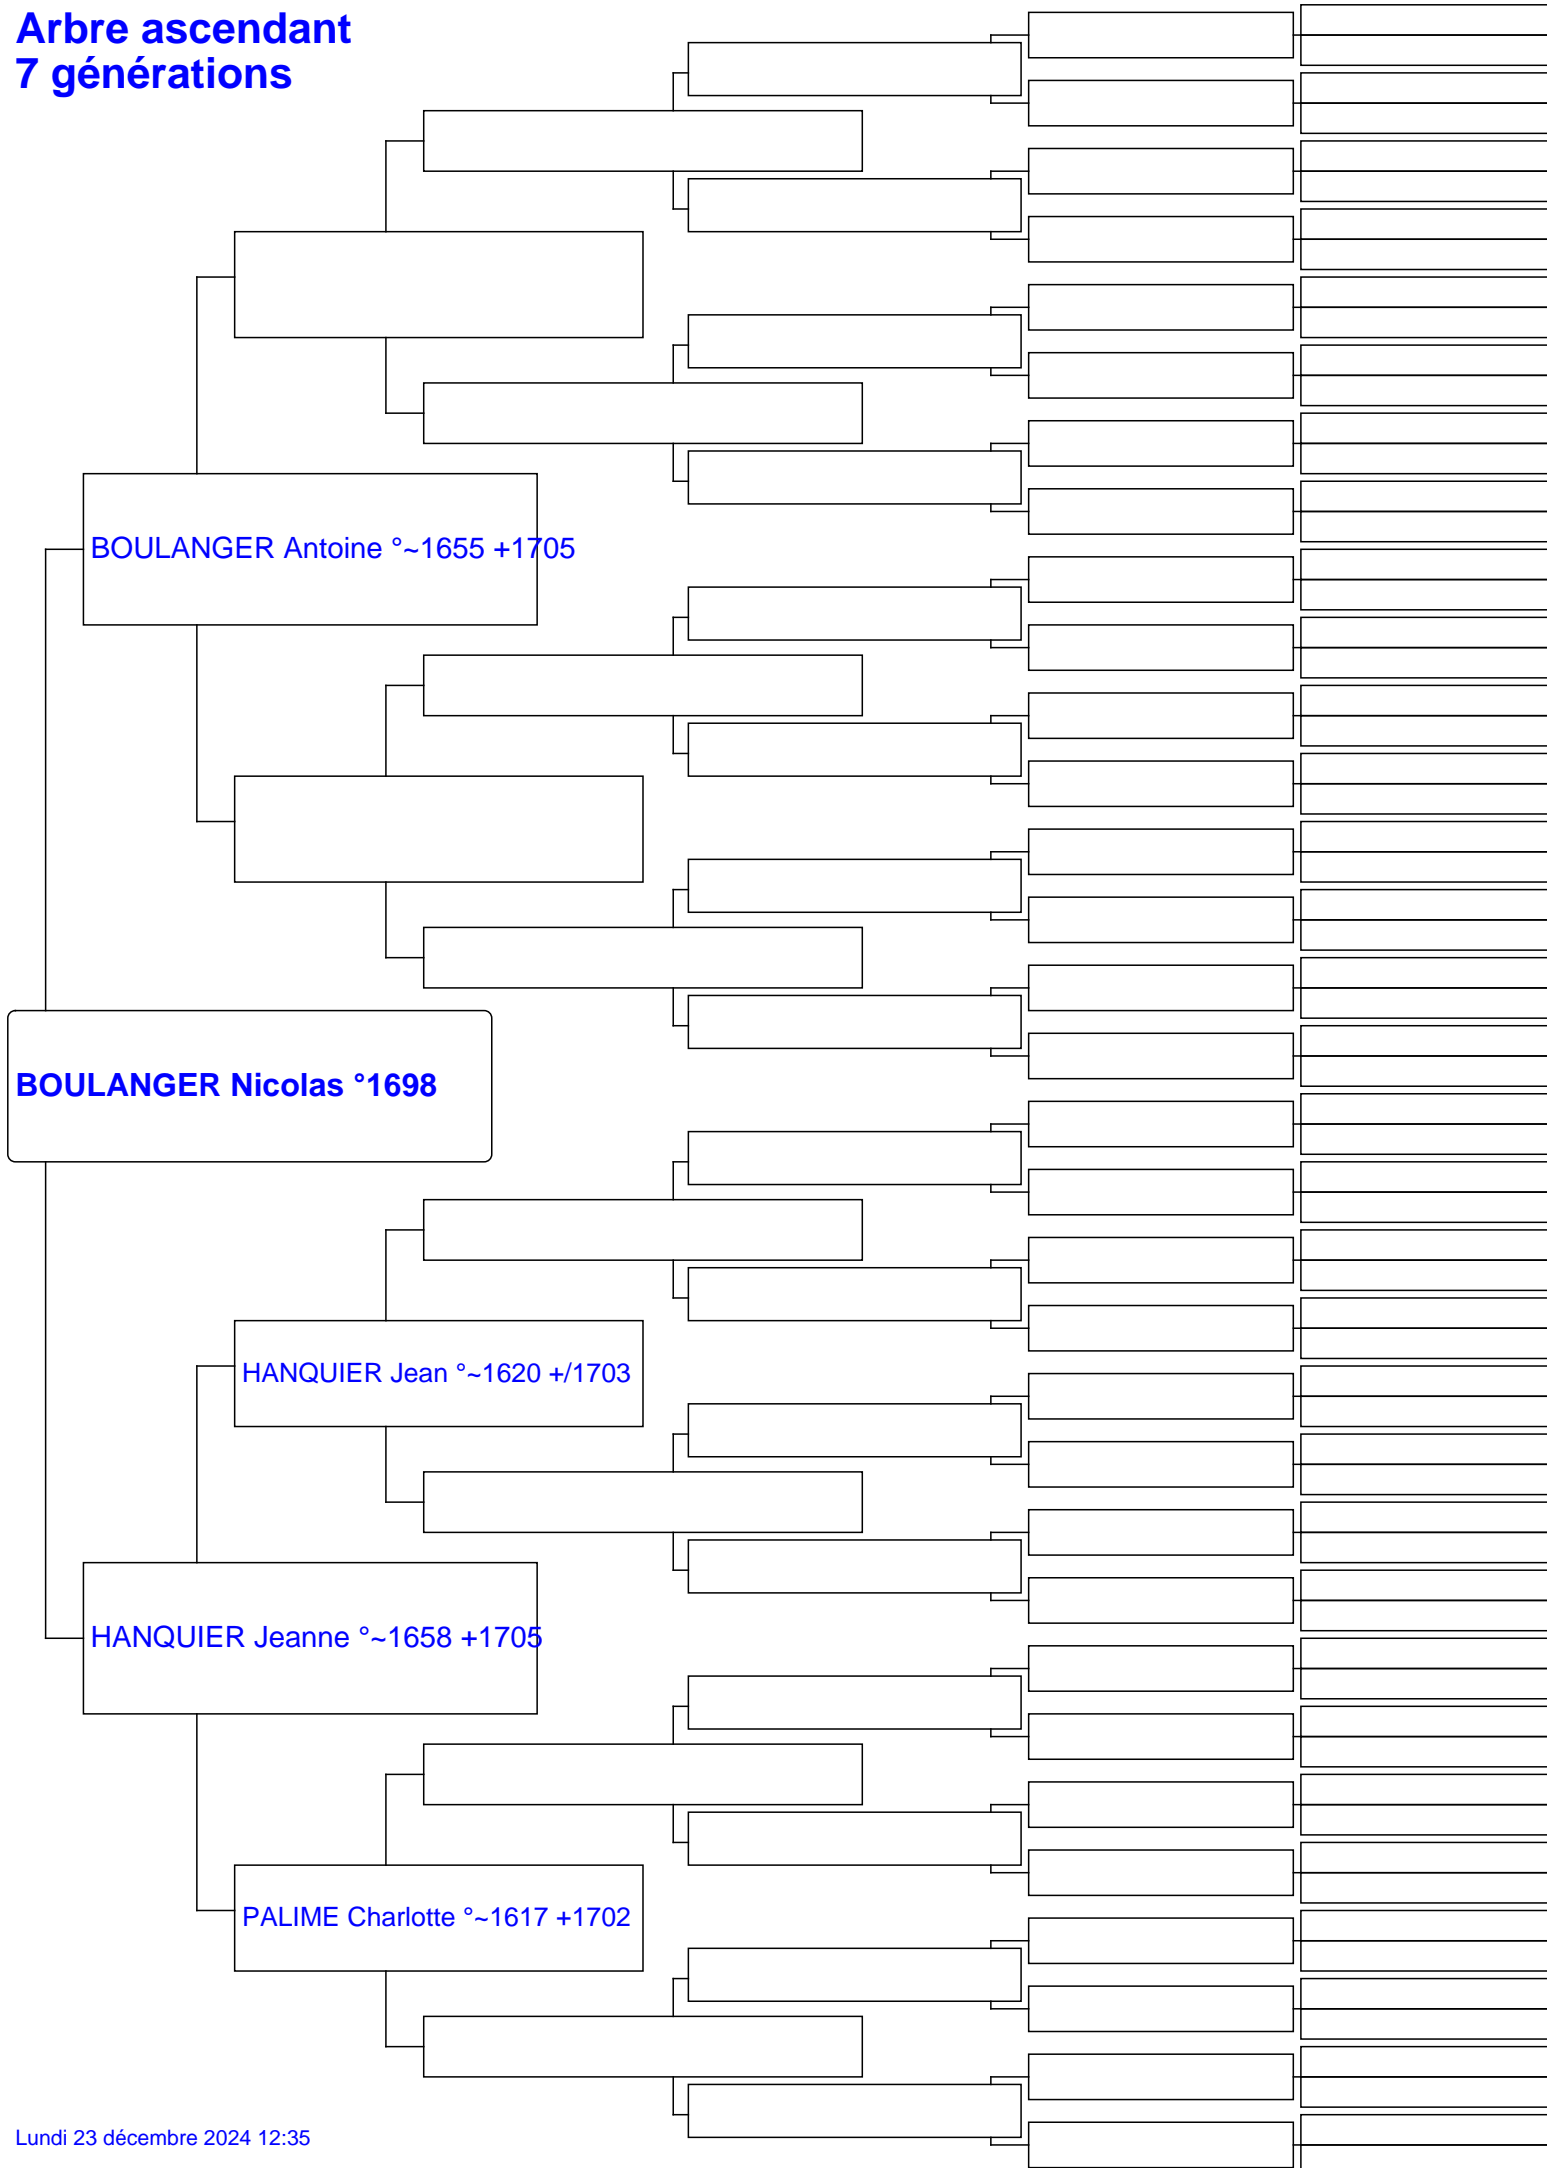 Arbre ascendant
7 générations
BOULANGER Antoine °~1655 +1705
BOULANGER Nicolas °1698
HANQUIER Jean °~1620 +/1703
HANQUIER Jeanne °~1658 +1705
PALIME Charlotte °~1617 +1702
Lundi 23 décembre 2024 12:35